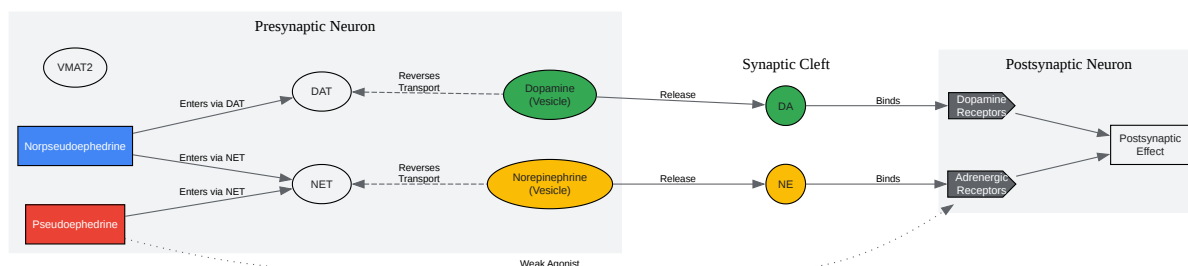 Presynaptic Neuron
VMAT2
DAT
Reverses
Transport
Dopamine
(Vesicle)
Enters via DAT
Norpseudoephedrine
Enters via NET
NET
Reverses
Transport
Norepinephrine
(Vesicle)
Enters via NET
Pseudoephedrine
Synaptic Cleft
Release
DA
Binds
Release
NE
Binds
Postsynaptic Neuron
Dopamine
Receptors
Postsynaptic
Effect
Adrenergic
Receptors
Weak Agonist